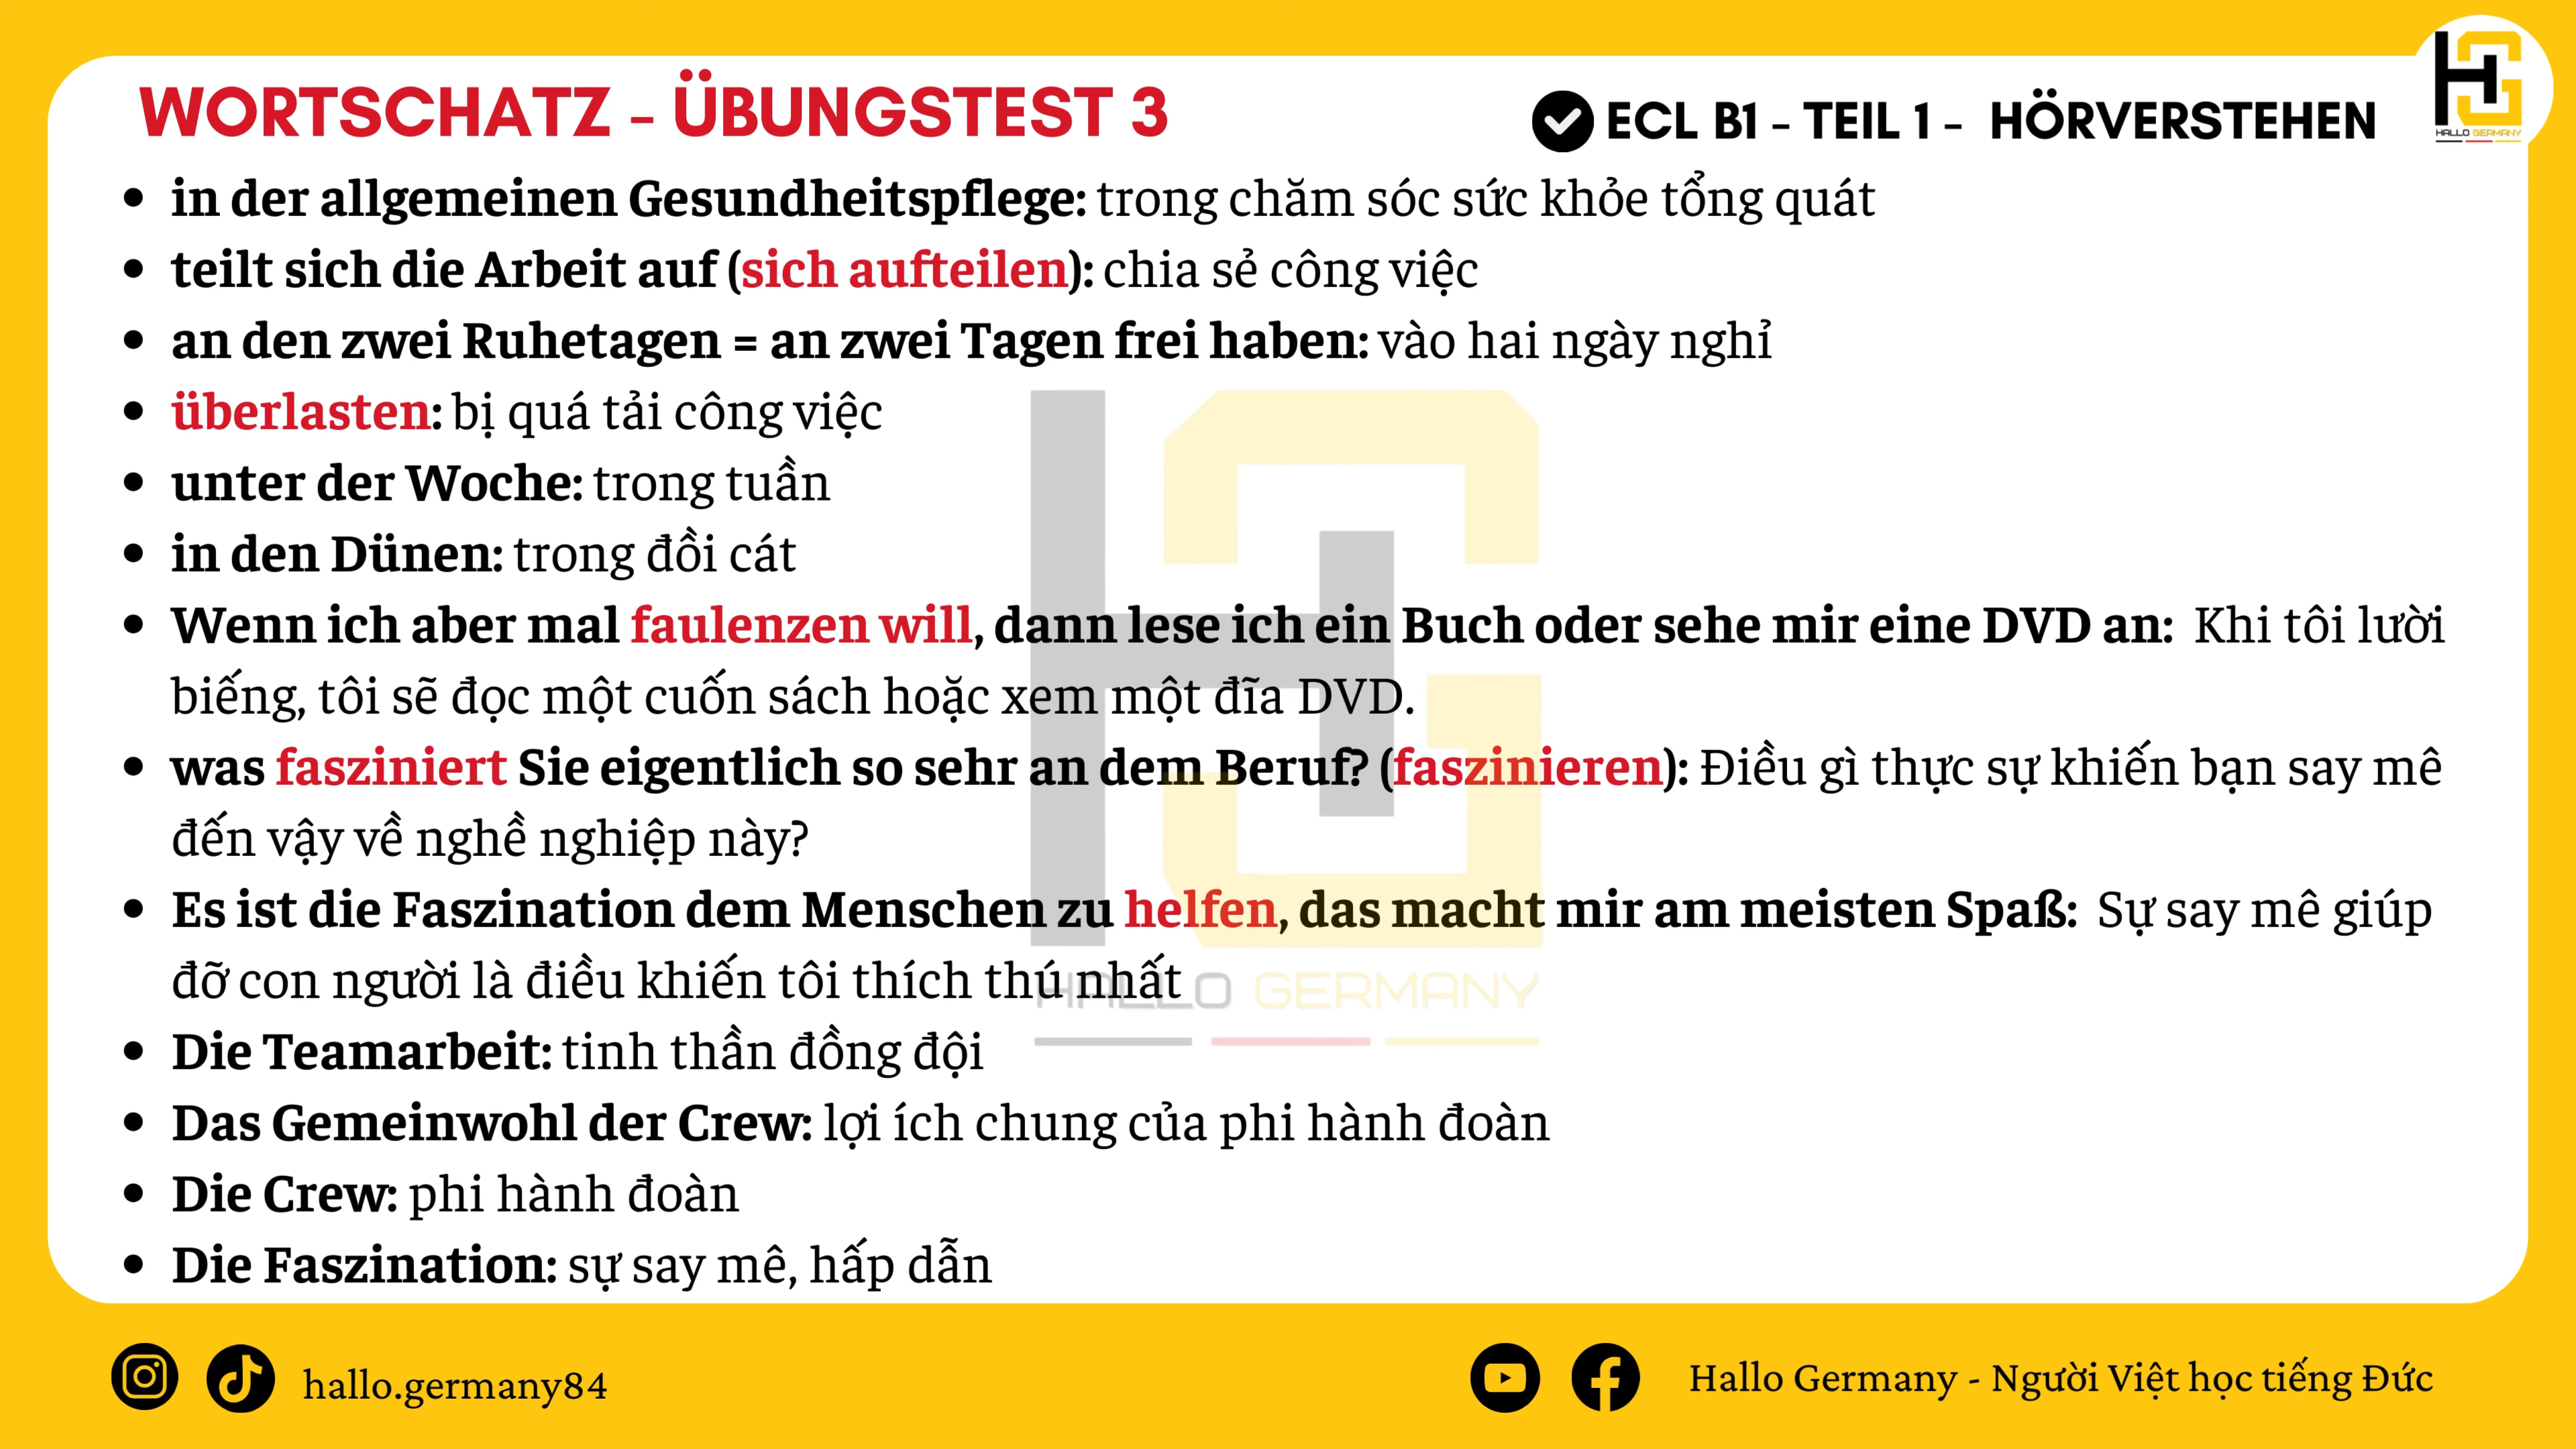 WORTSCHATZ - ÜBUNGSTEST 3
ECL B1 - TEIL 1 - HÖRVERSTEHEN
HALLO GERMANY
• in der allgemeinen Gesundheitspflege: trong chăm sóc sức khỏe tổng quát
• teilt sich die Arbeit auf (sich aufteilen): chia sẻ công việc
• an den zwei Ruhetagen = an zwei Tagen frei haben: vào hai ngày nghỉ
• überlasten: bị quá tải công việc
• unter der Woche: trong tuần
• in den Dünen: trong đồi cát
• Wenn ich aber mal faulenzen will, dann lese ich ein Buch oder sehe mir eine DVD an: Khi tôi lười
biếng, tôi sẽ đọc một cuốn sách hoặc xem một đĩa DVD.
• was fasziniert Sie eigentlich so sehr an dem Beruf? (faszinieren): Điều gì thực sự khiến bạn say mê
đến vậy về nghề nghiệp này?
• Es ist die Faszination dem Menschen zu helfen, das macht mir am meisten Spaß: Sự say mê giúp
đỡ con người là điều khiến tôi thích thú nhất
HALLO GERMANY
• Die Teamarbeit: tinh thần đồng đội
• Das Gemeinwohl der Crew: lợi ích chung của phi hành đoàn
• Die Crew: phi hành đoàn
• Die Faszination: sự say mê, hấp dẫn
hallo.germany84
Hallo Germany - Người Việt học tiếng Đức